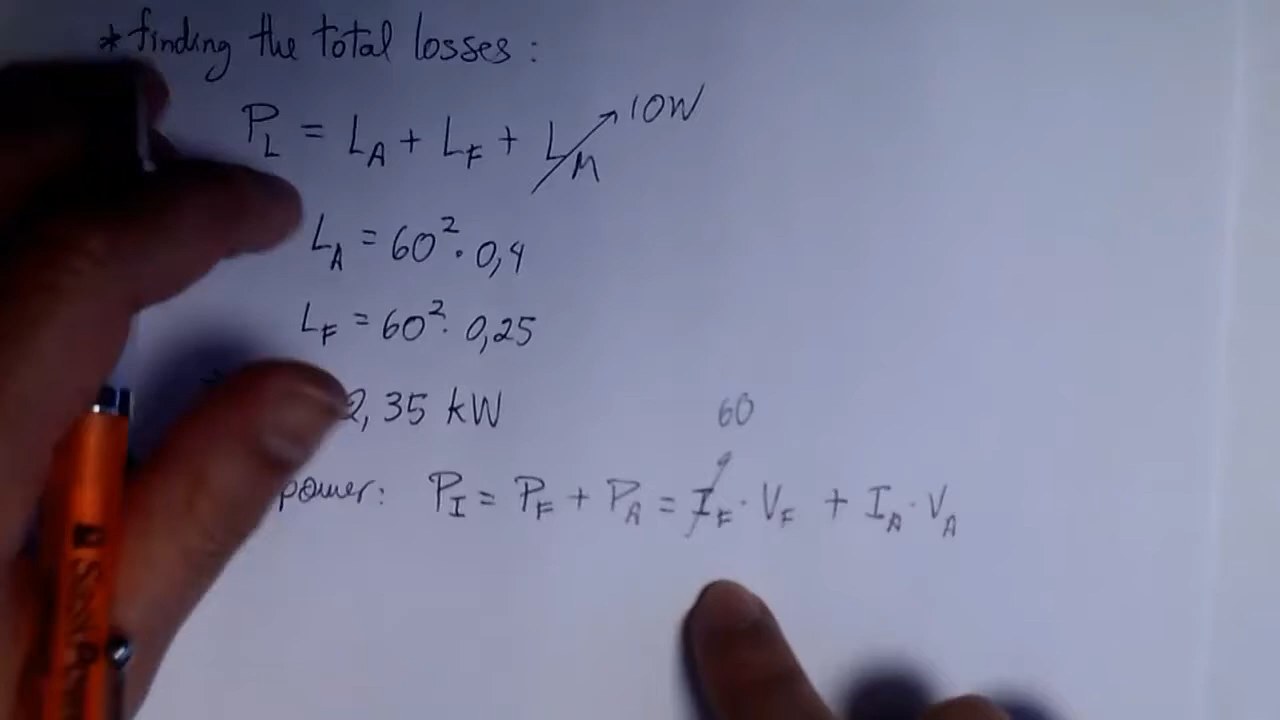 * finding the total losses :
P_L = L_A + L_F + L_M 10W
L_A = 60² · 0,4
L_F = 60² · 0,25
2,35 kW
60
power: P_I = P_F + P_A = I_F · V_F + I_A · V_A